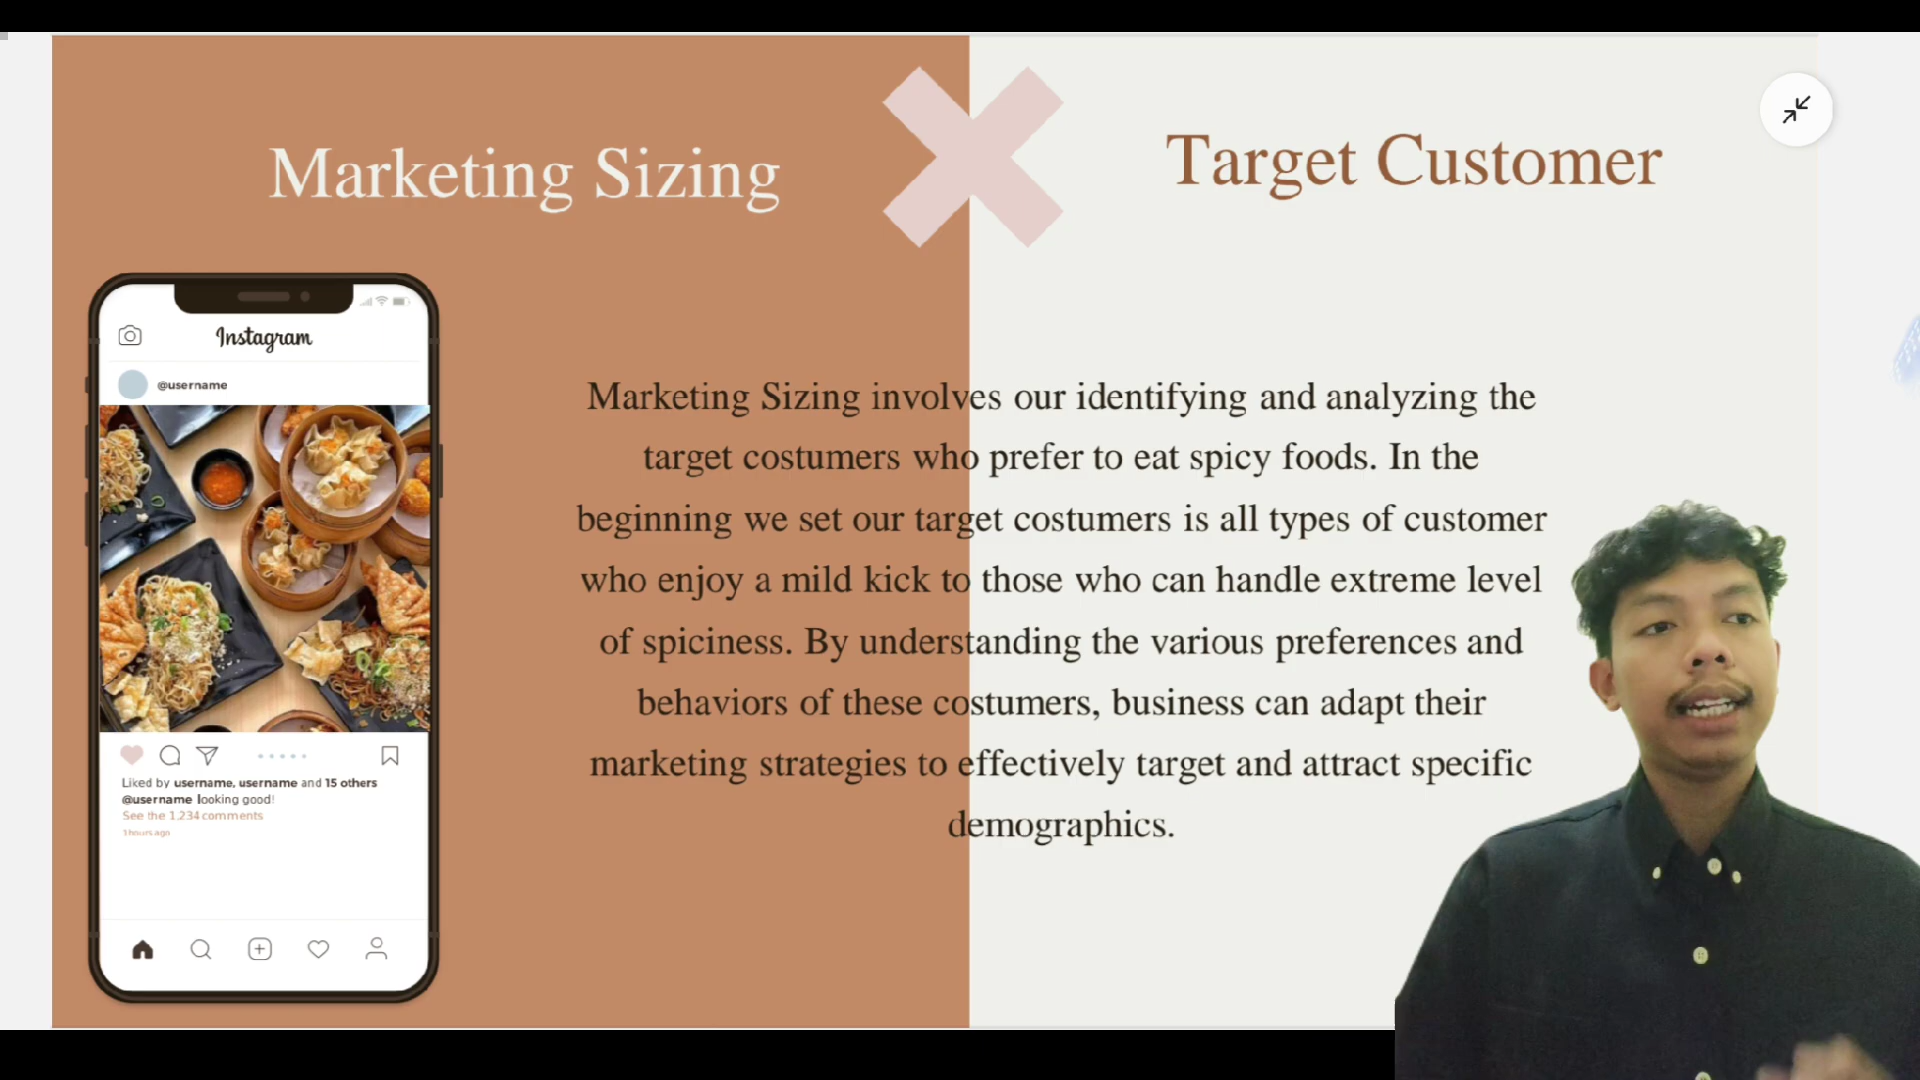 Marketing Sizing
Target Customer
Instagram
@username
Liked by username, username and 15 others
@username looking good!
See the 1,234 comments
3 hours ago
Marketing Sizing involves our identifying and analyzing the
target costumers who prefer to eat spicy foods. In the
beginning we set our target costumers is all types of customer
who enjoy a mild kick to those who can handle extreme level
of spiciness. By understanding the various preferences and
behaviors of these costumers, business can adapt their
marketing strategies to effectively target and attract specific
demographics.